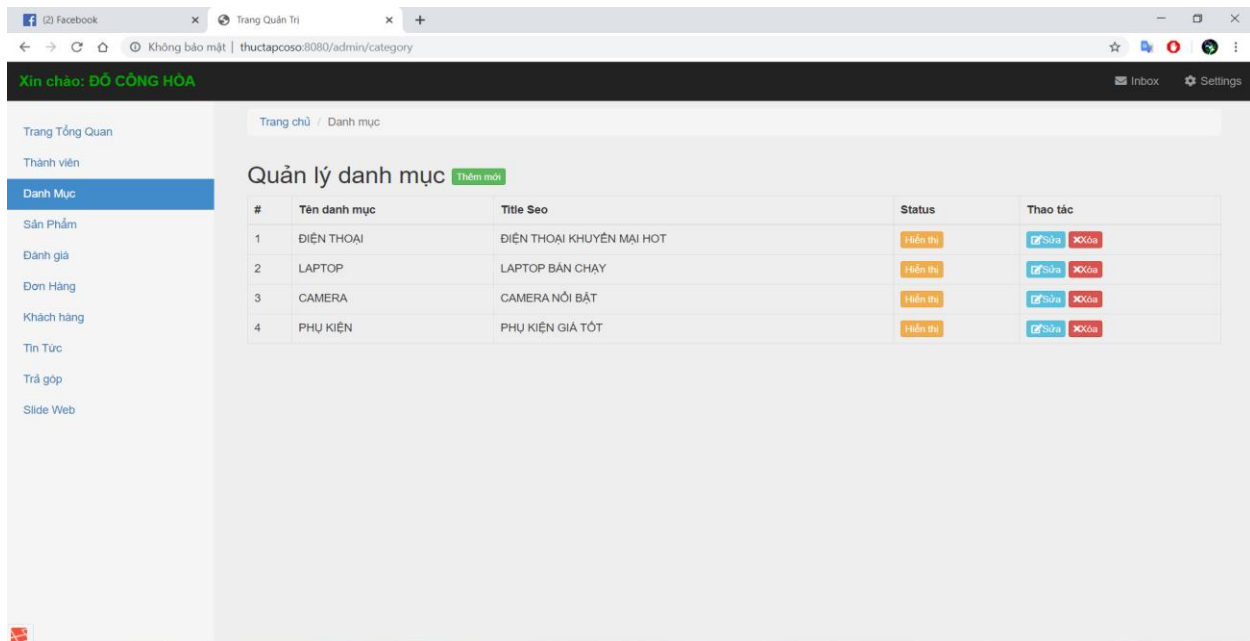 (2) Facebook
Trang Quản Trị
Không bảo mật | thuctapcoso:8080/admin/category
Xin chào: ĐỖ CÔNG HÒA
Inbox
Settings
Trang Tổng Quan
Thành viên
Danh Mục
Sản Phẩm
Đánh giá
Đơn Hàng
Khách hàng
Tin Tức
Trả góp
Slide Web
Trang chủ / Danh mục
Quản lý danh mục Thêm mới
# Tên danh mục Title Seo Status Thao tác
1 ĐIỆN THOẠI ĐIỆN THOẠI KHUYẾN MẠI HOT Hiển thị Sửa Xóa
2 LAPTOP LAPTOP BÁN CHẠY Hiển thị Sửa Xóa
3 CAMERA CAMERA NỔI BẬT Hiển thị Sửa Xóa
4 PHỤ KIỆN PHỤ KIỆN GIÁ TỐT Hiển thị Sửa Xóa